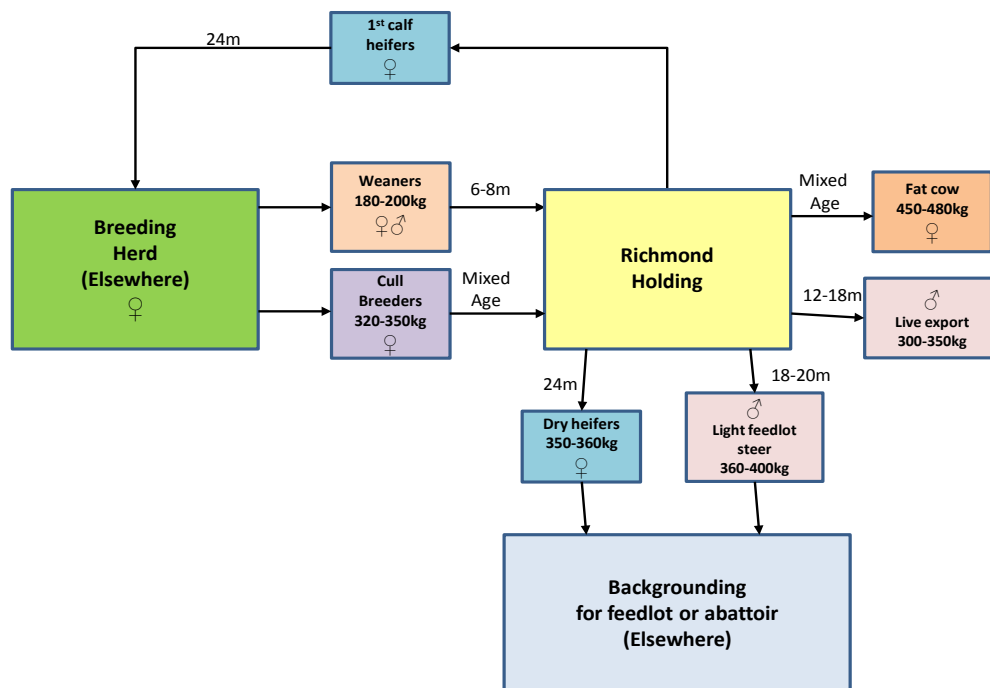 1st calf
heifers
♀
24m
Weaners
180-200kg
♀♂
6-8m
Breeding
Herd
(Elsewhere)
♀
Cull
Breeders
320-350kg
♀
Mixed
Age
Richmond
Holding
Mixed
Age
Fat cow
450-480kg
♀
12-18m
♂
Live export
300-350kg
24m
Dry heifers
350-360kg
♀
18-20m
♂
Light feedlot
steer
360-400kg
Backgrounding
for feedlot or abattoir
(Elsewhere)